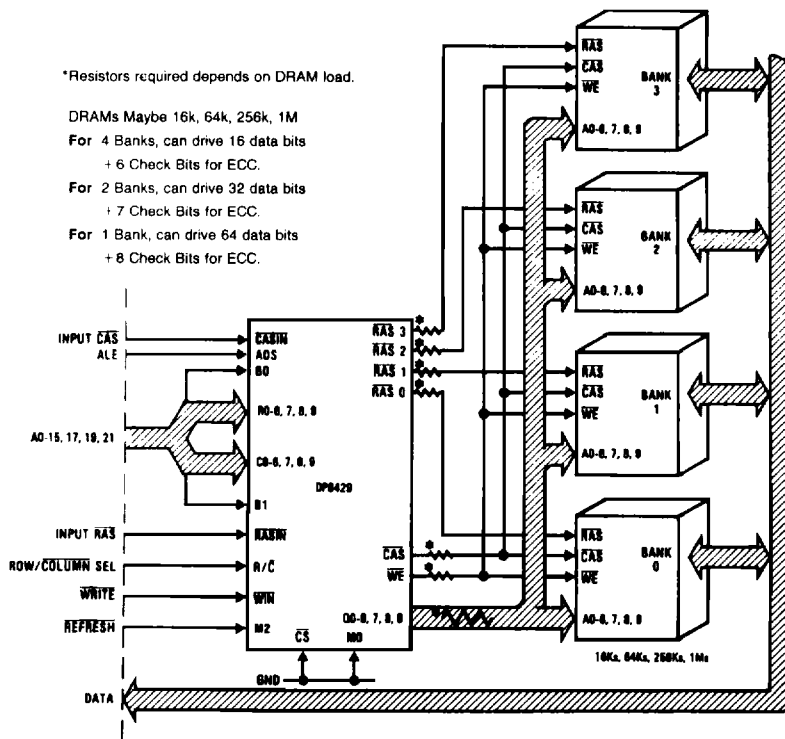 *Resistors required depends on DRAM load.
DRAMs Maybe 16k, 64k, 256k, 1M
For 4 Banks, can drive 16 data bits
+ 6 Check Bits for ECC.
For 2 Banks, can drive 32 data bits
+ 7 Check Bits for ECC.
For 1 Bank, can drive 64 data bits
+ 8 Check Bits for ECC.
RAS
CAS
WE
A0-6, 7, 8, 9
BANK
3
RAS
CAS
WE
A0-6, 7, 8, 9
BANK
2
RAS
CAS
WE
A0-6, 7, 8, 9
BANK
1
RAS
CAS
WE
A0-6, 7, 8, 9
BANK
0
16Ks, 64Ks, 256Ks, 1Ms
INPUT CAS
ALE
A0-15, 17, 19, 21
INPUT RAS
ROW/COLUMN SEL
WRITE
REFRESH
DATA
CASIN
ADS
B0
R0-6, 7, 8, 9
C0-6, 7, 8, 9
DP8429
B1
RASIN
R/C
WIN
M2
CS
M0
GND
RAS 3
*
RAS 2
*
RAS 1
*
RAS 0
*
CAS
*
WE
*
Q0-6, 7, 8, 9
*